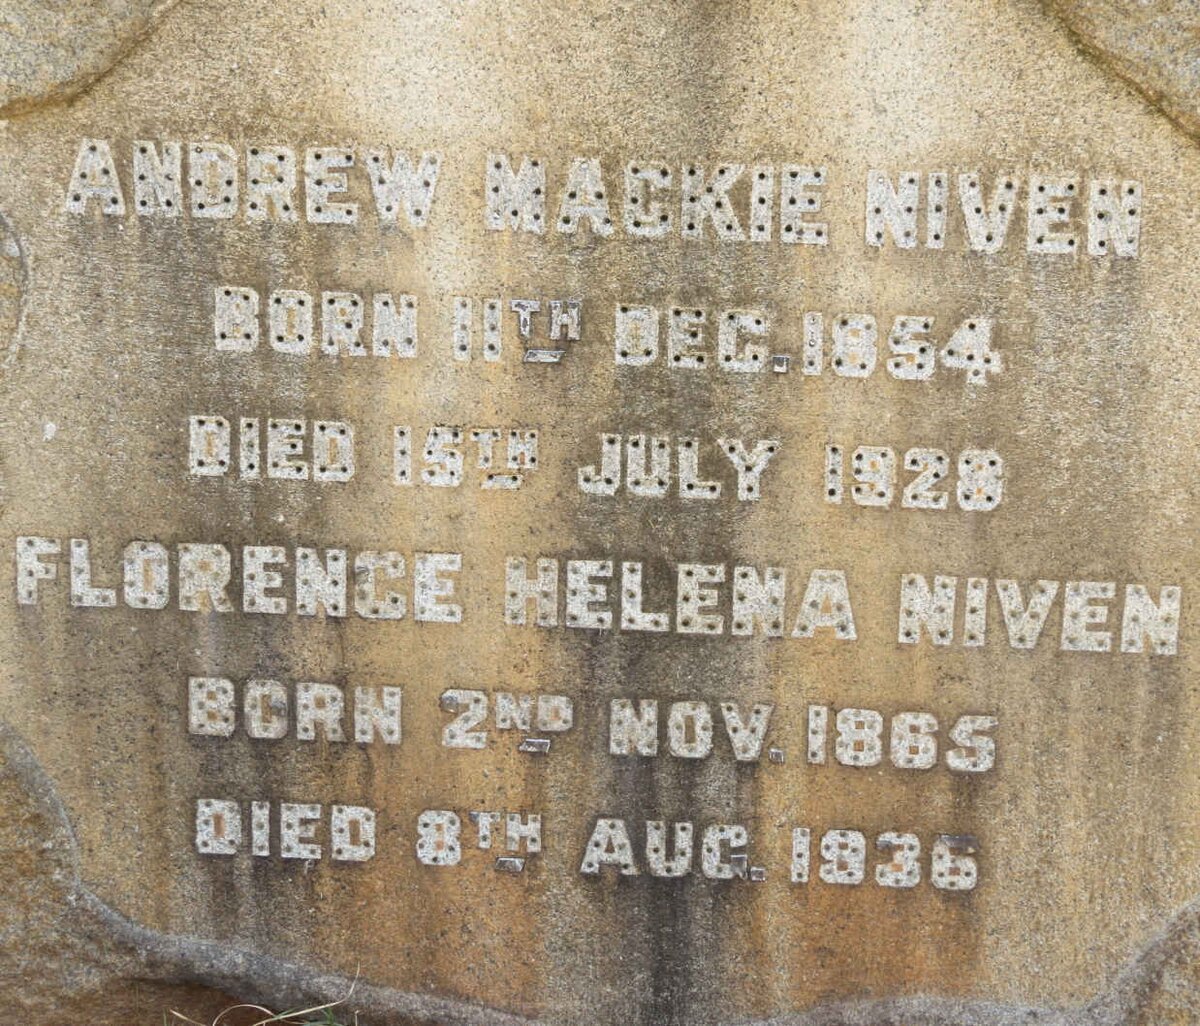 ANDREW MACKIE NIVEN
BORN 11TH DEC. 1854
DIED 15TH JULY 1928
FLORENCE HELENA NIVEN
BORN 2ND NOV. 1865
DIED 8TH AUG. 1936